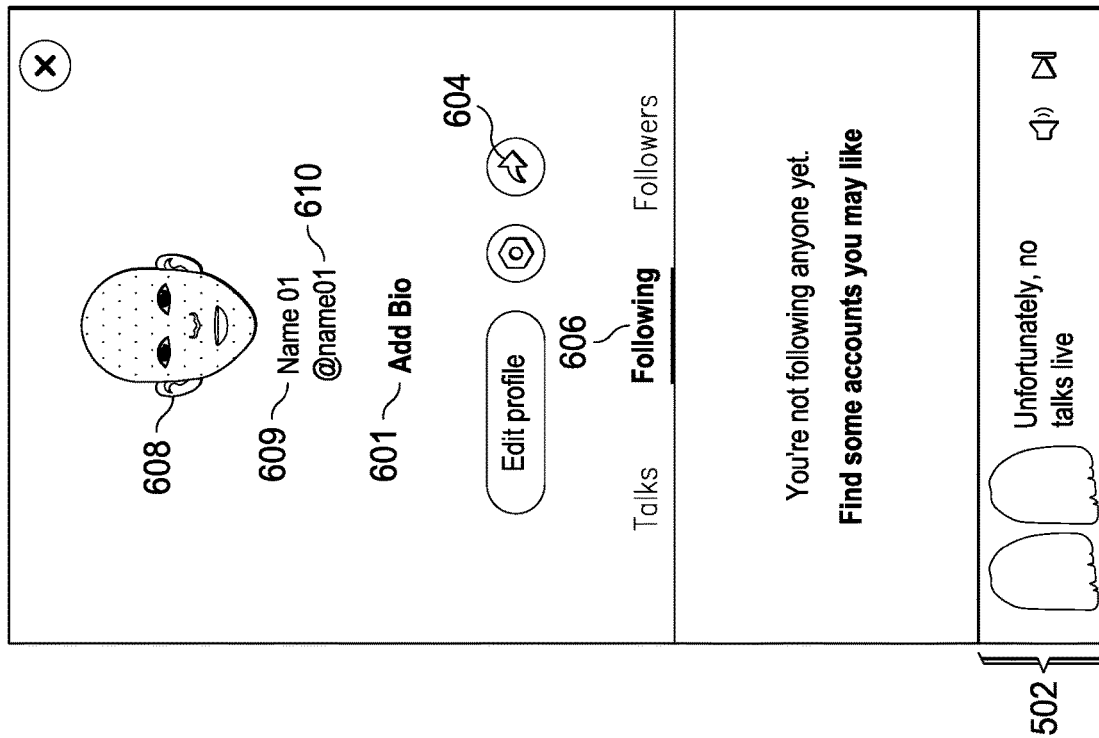 608
609 Name 01
@name01 610
601 Add Bio
Edit profile
604
606
Talks Following Followers
You're not following anyone yet.
Find some accounts you may like
502
Unfortunately, no
talks live